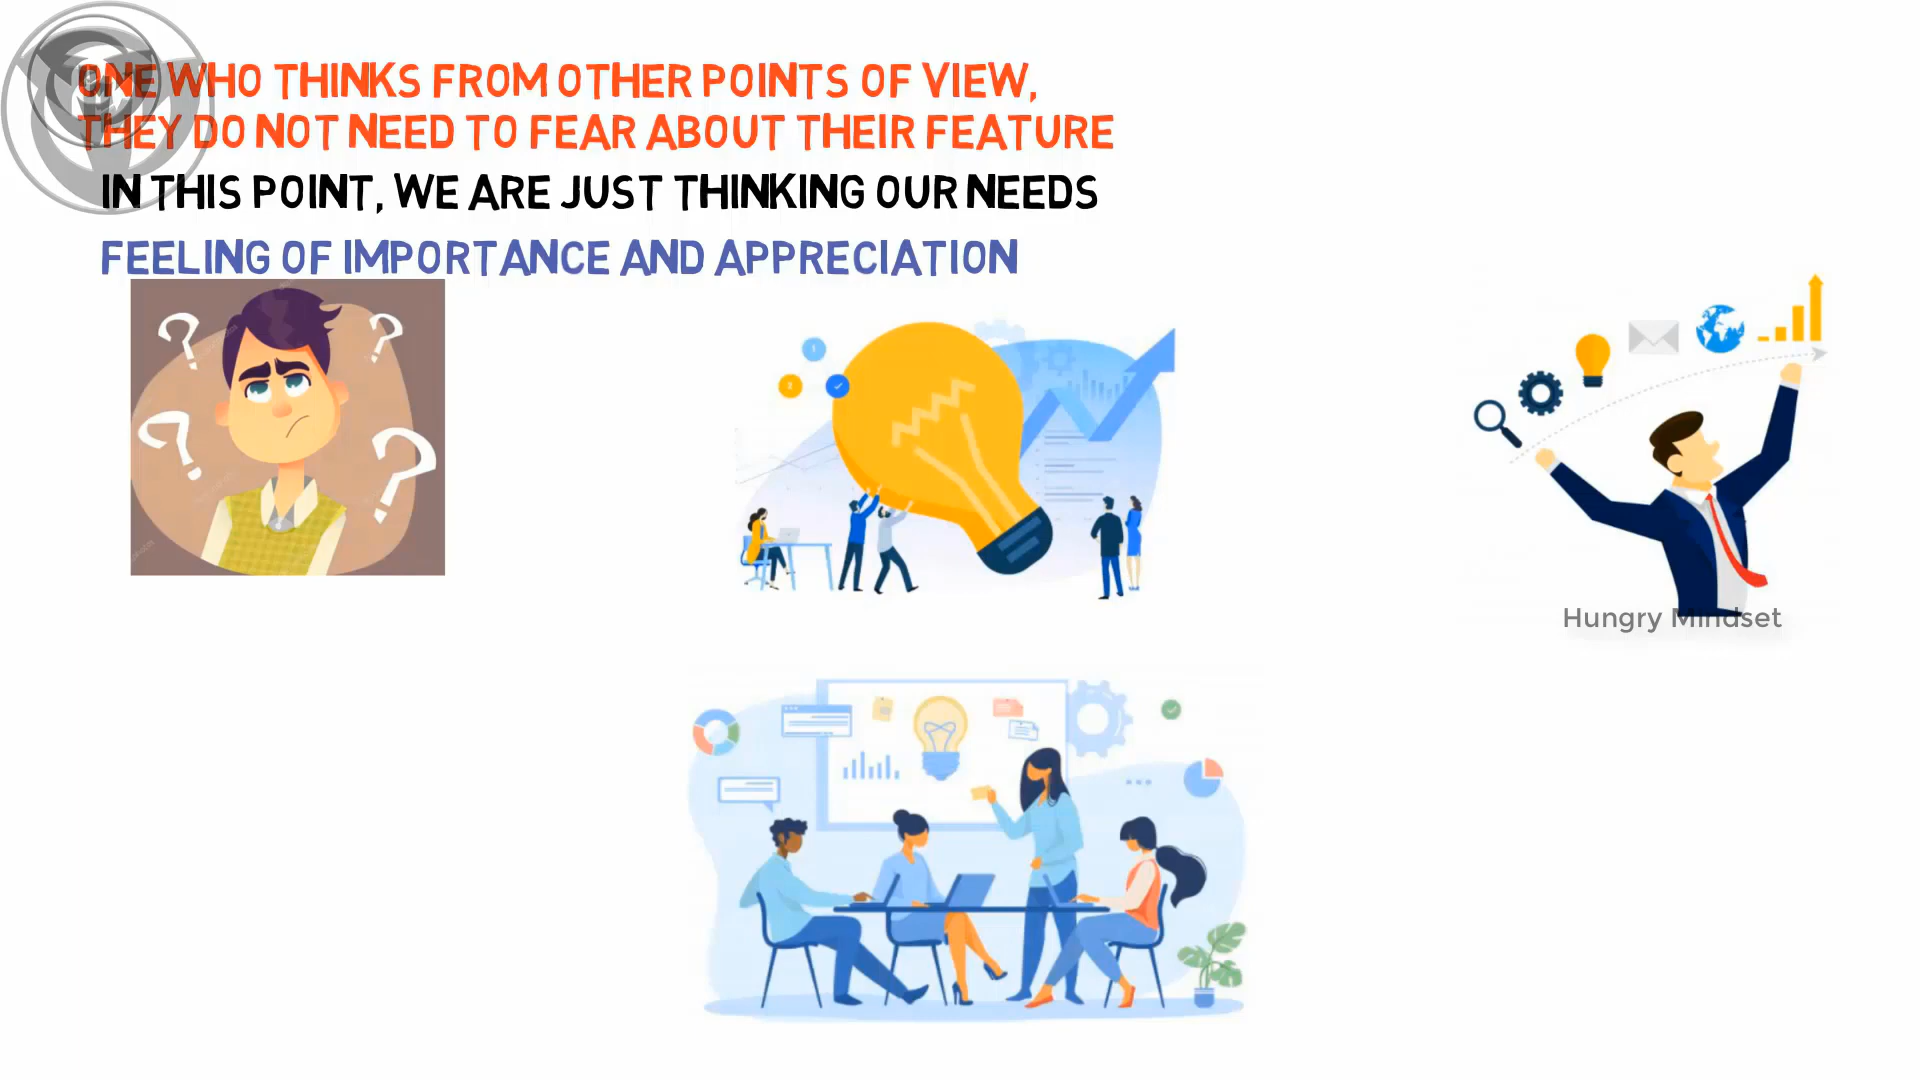 ONE WHO THINKS FROM OTHER POINTS OF VIEW,
THEY DO NOT NEED TO FEAR ABOUT THEIR FEATURE
IN THIS POINT, WE ARE JUST THINKING OUR NEEDS
FEELING OF IMPORTANCE AND APPRECIATION
Hungry Mindset